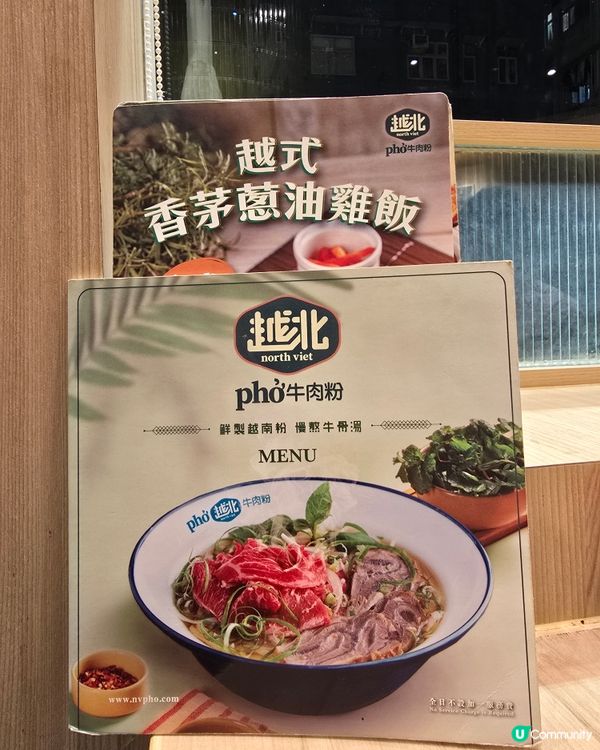 越北
north viet
phở牛肉粉
越式
香茅蔥油雞飯
越北
north viet
phở牛肉粉
鮮製越南粉 慢熬牛骨湯
MENU
phở 越北 牛肉粉
www.nvpho.com
全日不設加一服務費
No Service Charge is Required
U Community